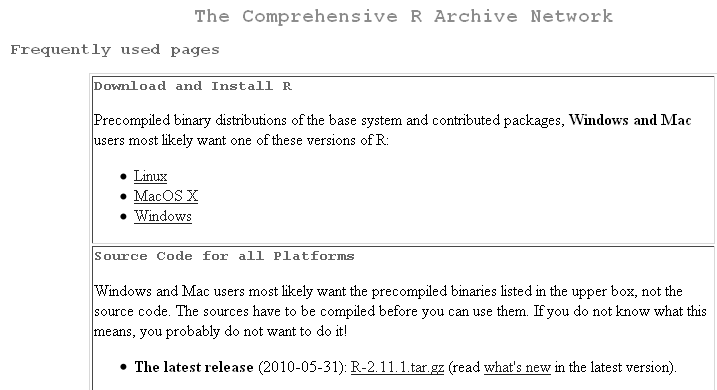 The Comprehensive R Archive Network
Frequently used pages
Download and Install R
Precompiled binary distributions of the base system and contributed packages, Windows and Mac
users most likely want one of these versions of R:
Linux
MacOS X
Windows
Source Code for all Platforms
Windows and Mac users most likely want the precompiled binaries listed in the upper box, not the
source code. The sources have to be compiled before you can use them. If you do not know what this
means, you probably do not want to do it!
The latest release (2010-05-31): R-2.11.1.tar.gz (read what's new in the latest version).